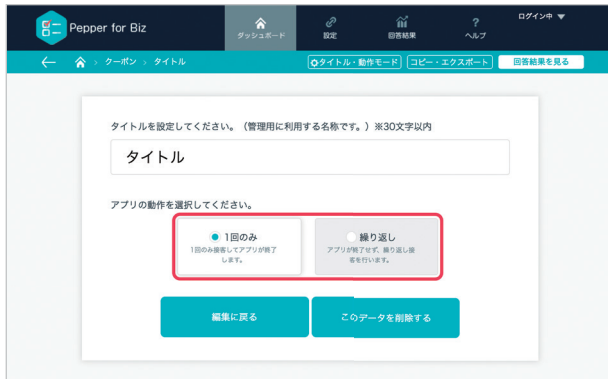 Pepper for Biz
ダッシュボード
設定
回答結果
?
ヘルプ
ログイン中 ▼
← > クーポン > タイトル
タイトル・動作モード
コピー・エクスポート
回答結果を見る
タイトルを設定してください。（管理用に利用する名称です。）※30文字以内
タイトル
アプリの動作を選択してください。
1回のみ
1回のみ接客してアプリが終了
します。
繰り返し
アプリが終了せず、繰り返し接
客を行います。
編集に戻る
このデータを削除する